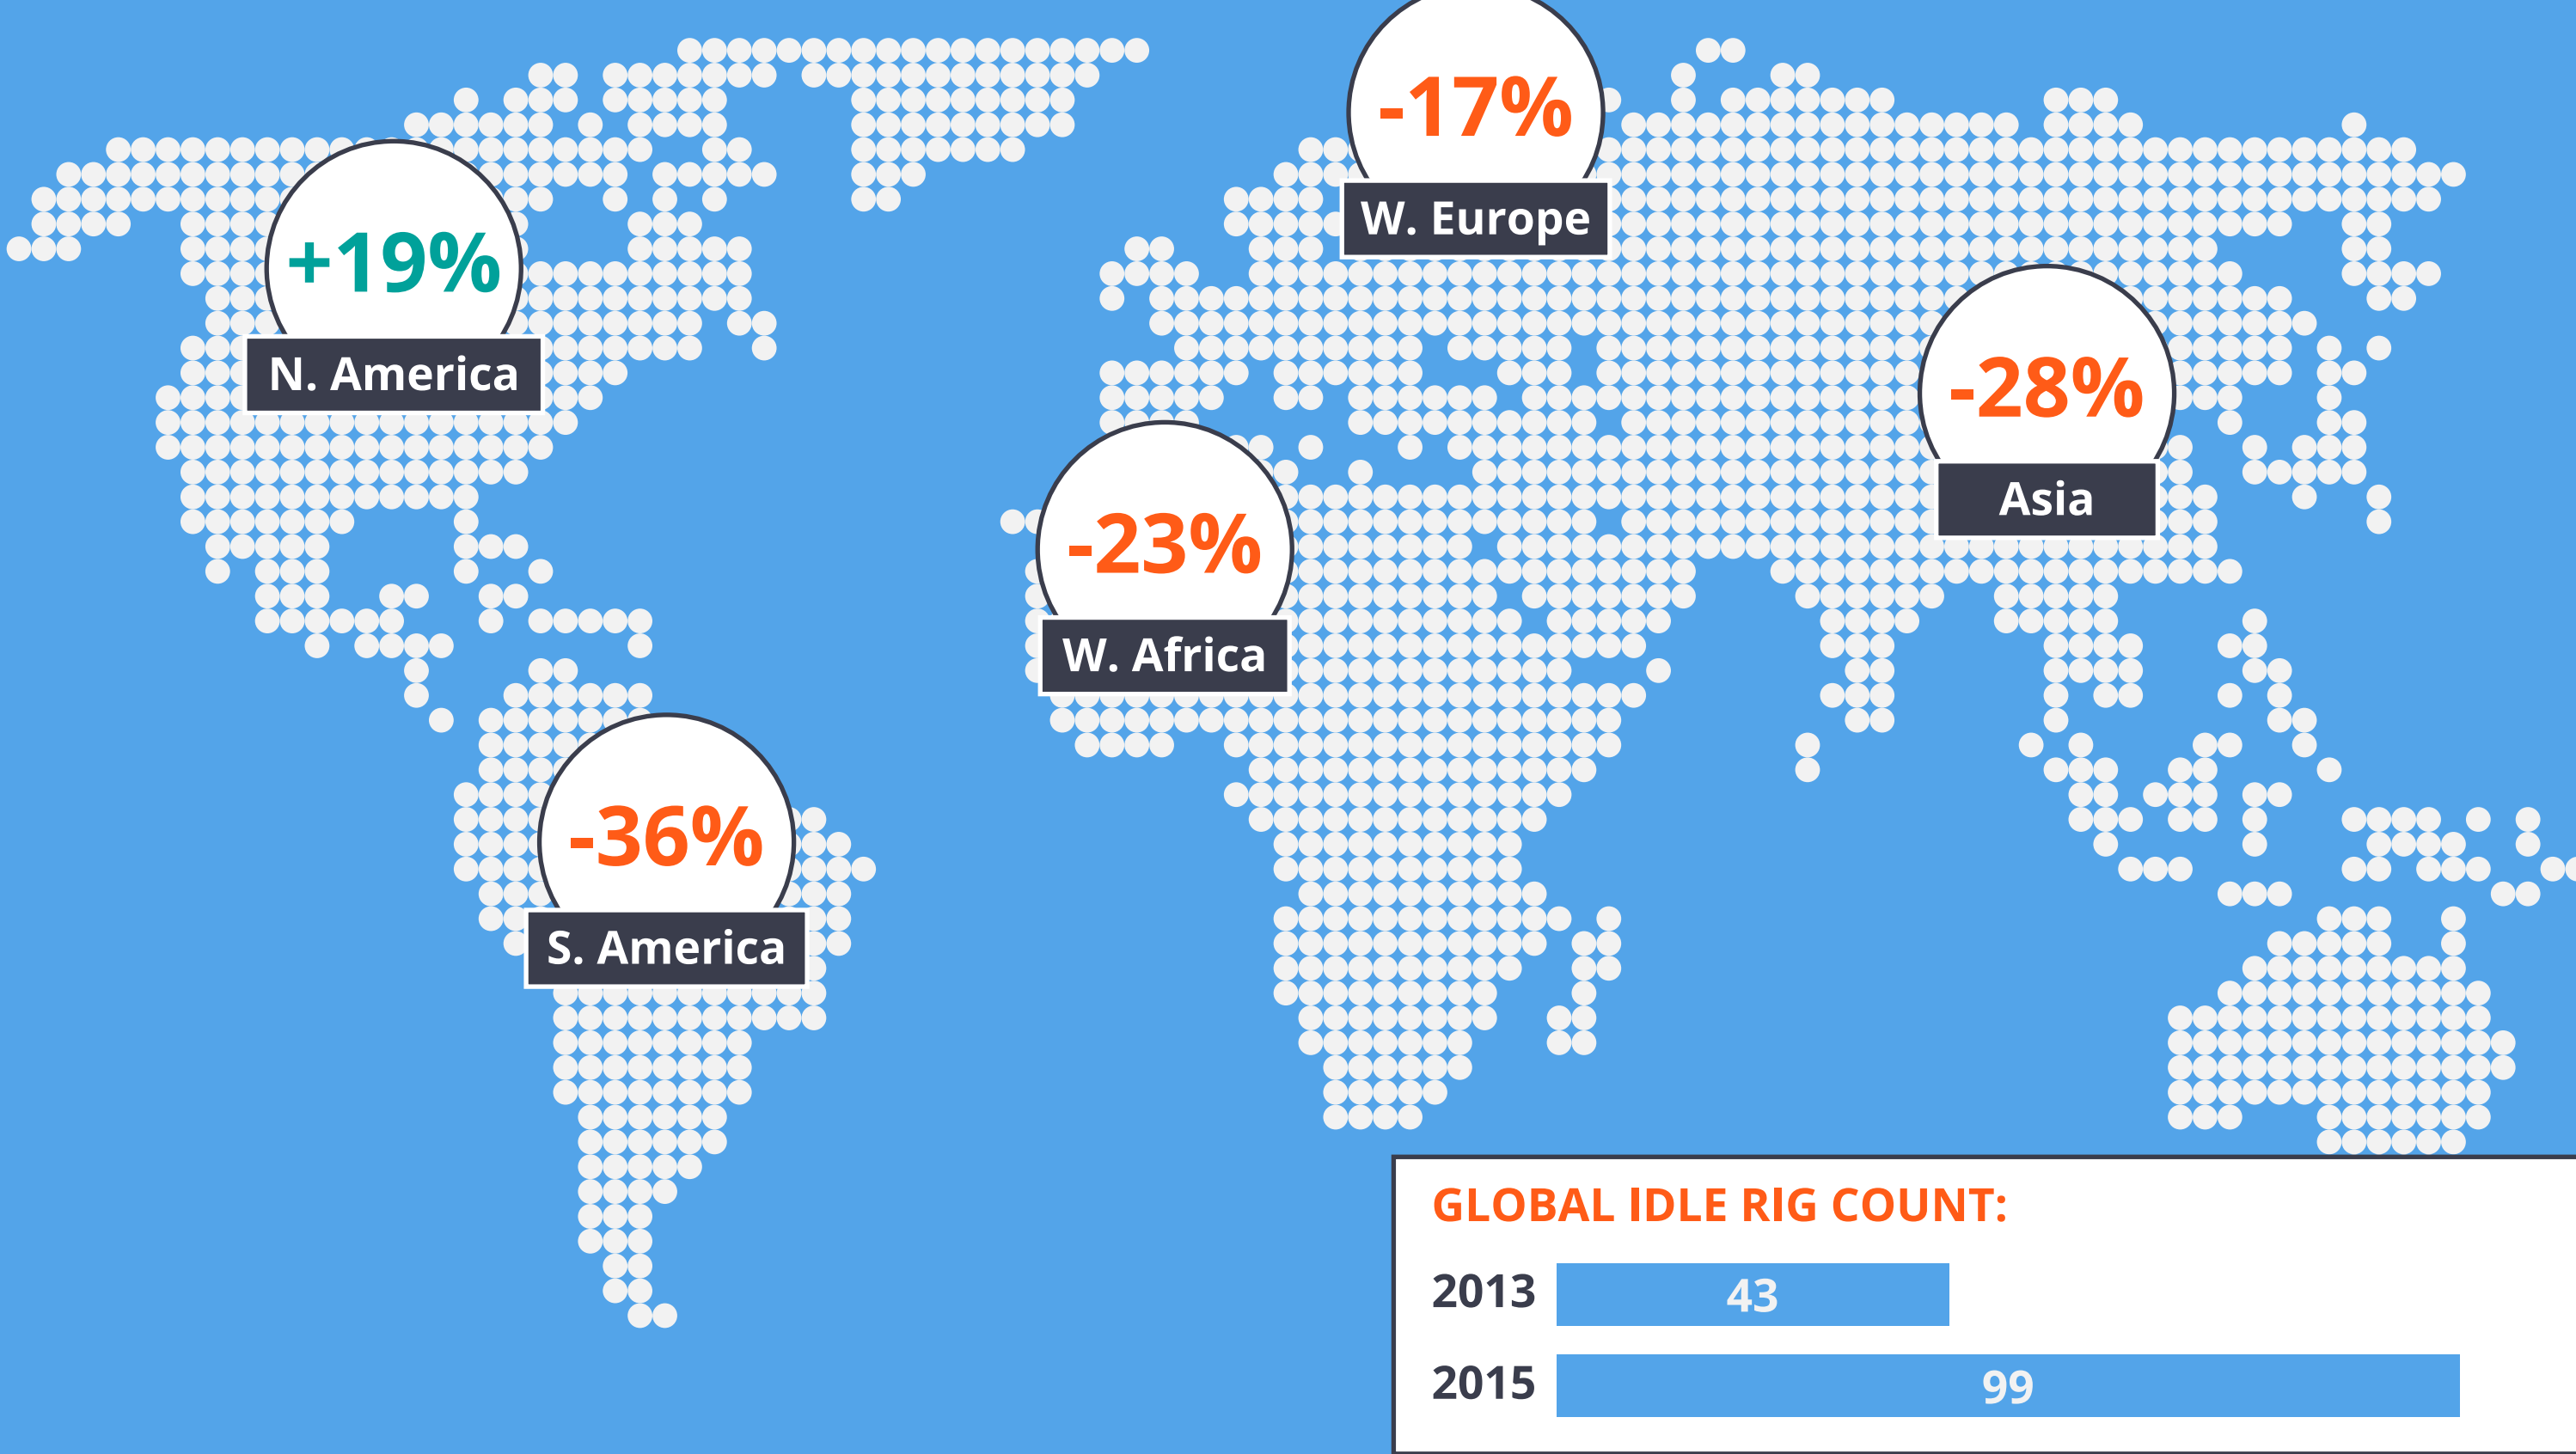 -17%
W. Europe
+19%
N. America
-28%
Asia
-23%
W. Africa
-36%
S. America
GLOBAL IDLE RIG COUNT:
2013 43
2015 99